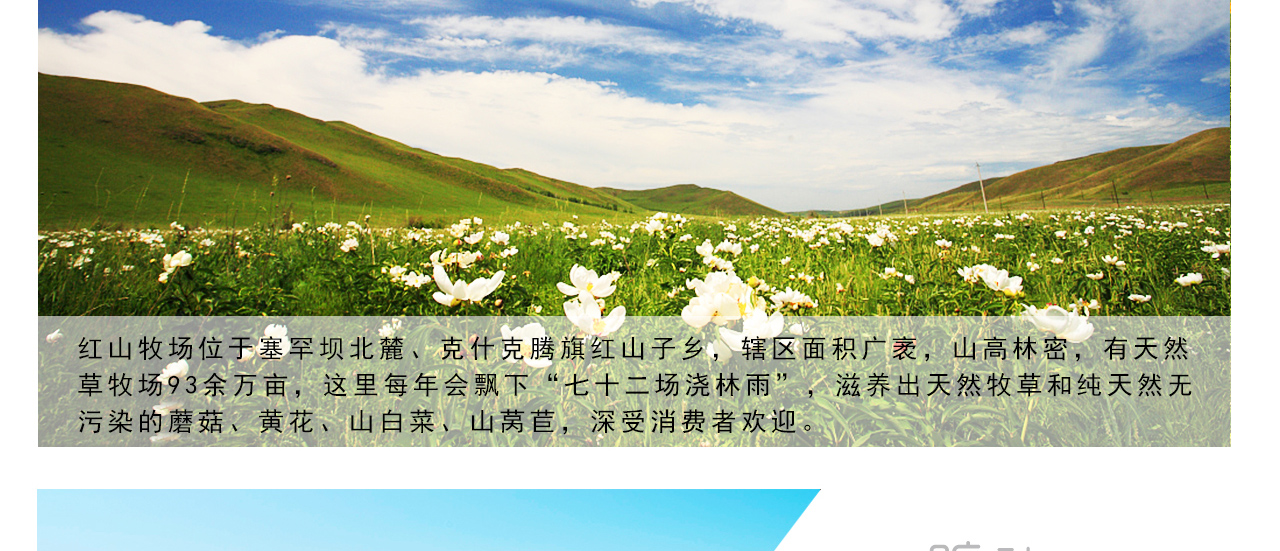 红山牧场位于塞罕坝北麓、克什克腾旗红山子乡，辖区面积广袤，山高林密，有天然
草牧场93余万亩，这里每年会飘下“七十二场浇林雨”，滋养出天然牧草和纯天然无
污染的蘑菇、黄花、山白菜、山莴苣，深受消费者欢迎。